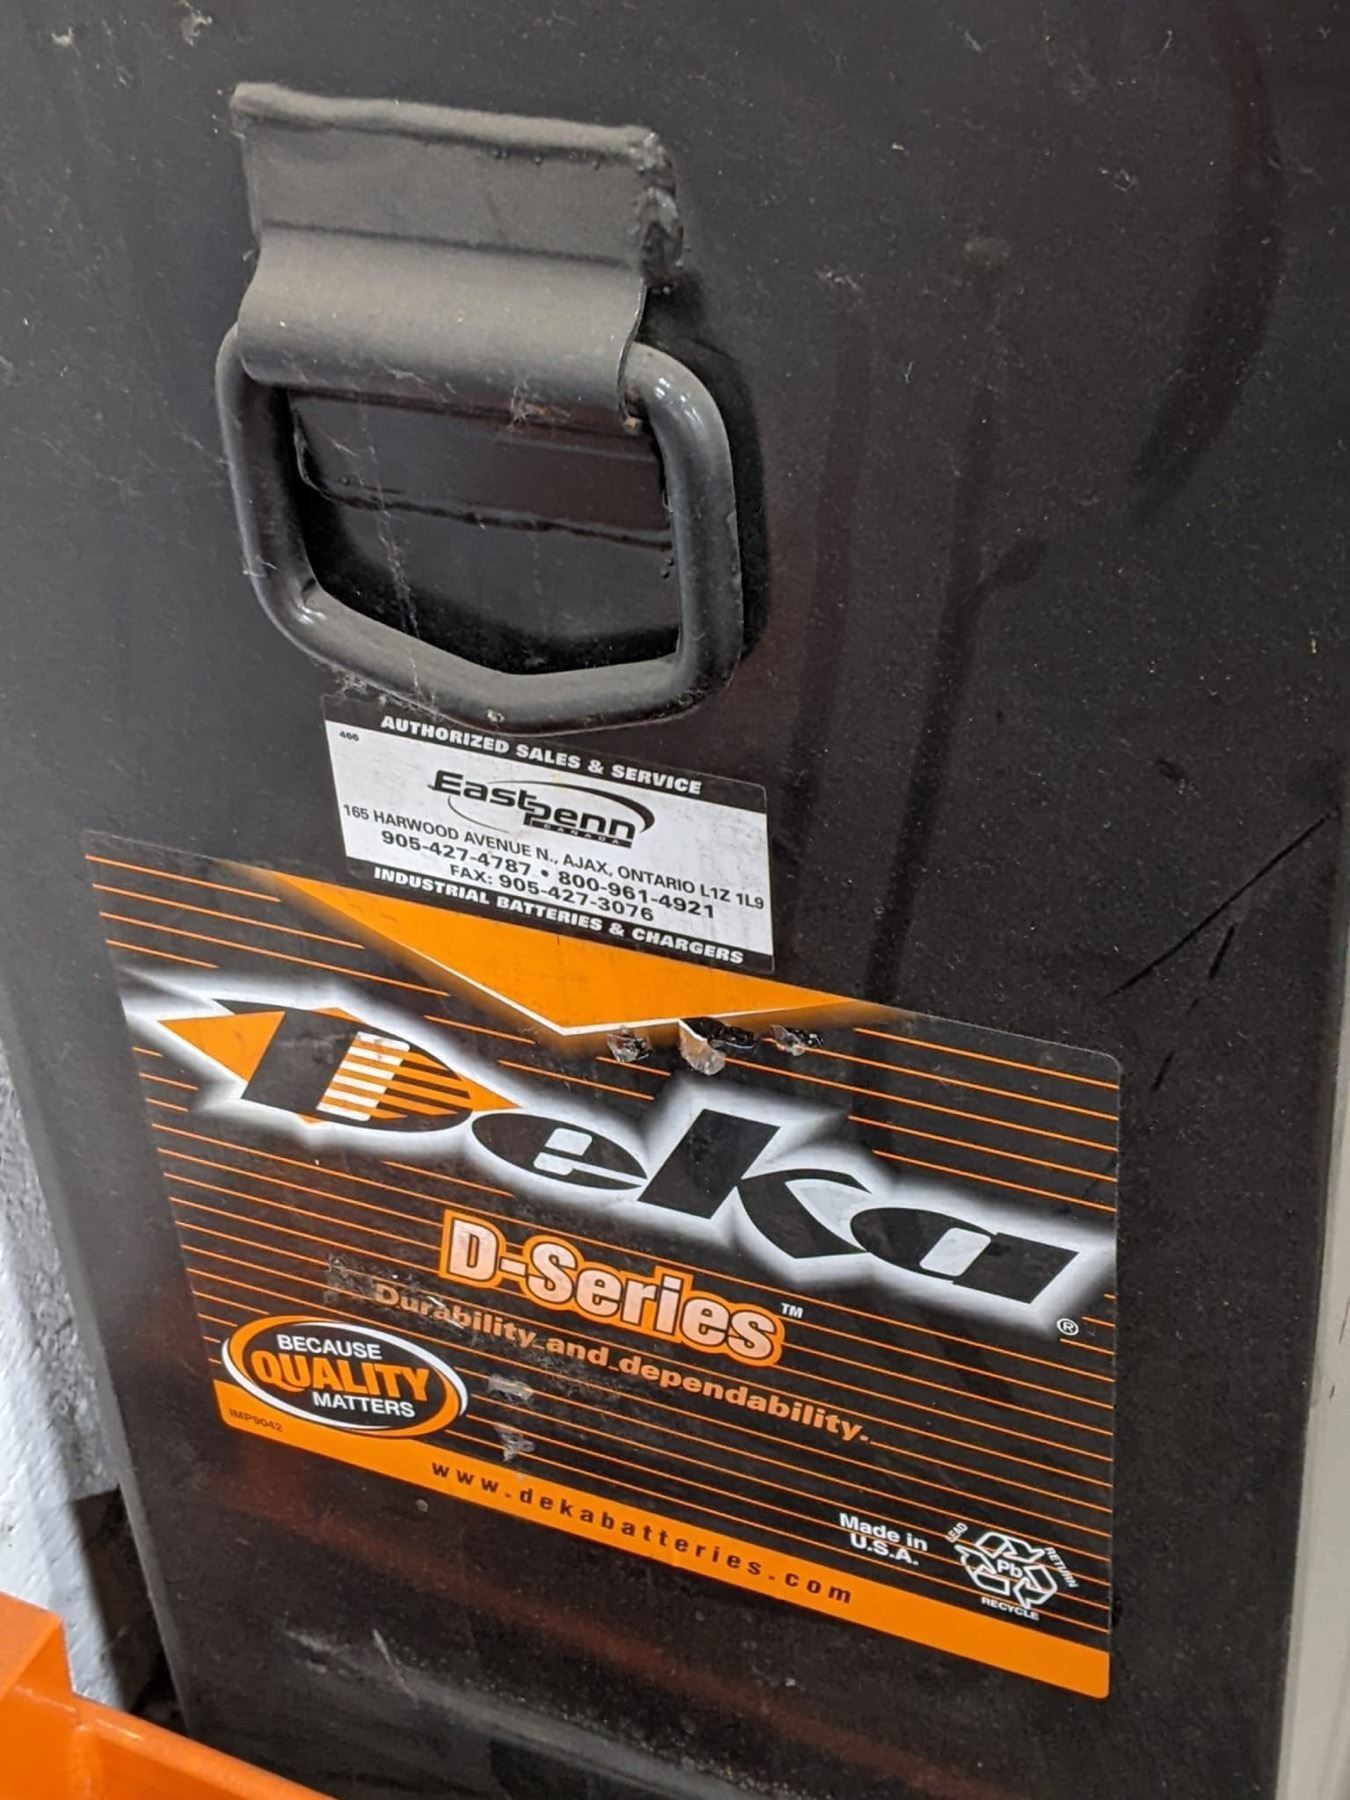 AUTHORIZED SALES & SERVICE
466
East Penn
CANADA
165 HARWOOD AVENUE N., AJAX, ONTARIO L1Z 1L9
905-427-4787 • 800-961-4921
FAX: 905-427-3076
INDUSTRIAL BATTERIES & CHARGERS
Deka®
D-Series™
Durability and dependability.
BECAUSE
QUALITY
MATTERS
IMP9042
www.dekabatteries.com
Made in
U.S.A.
LEAD
RETURN
Pb
RECYCLE